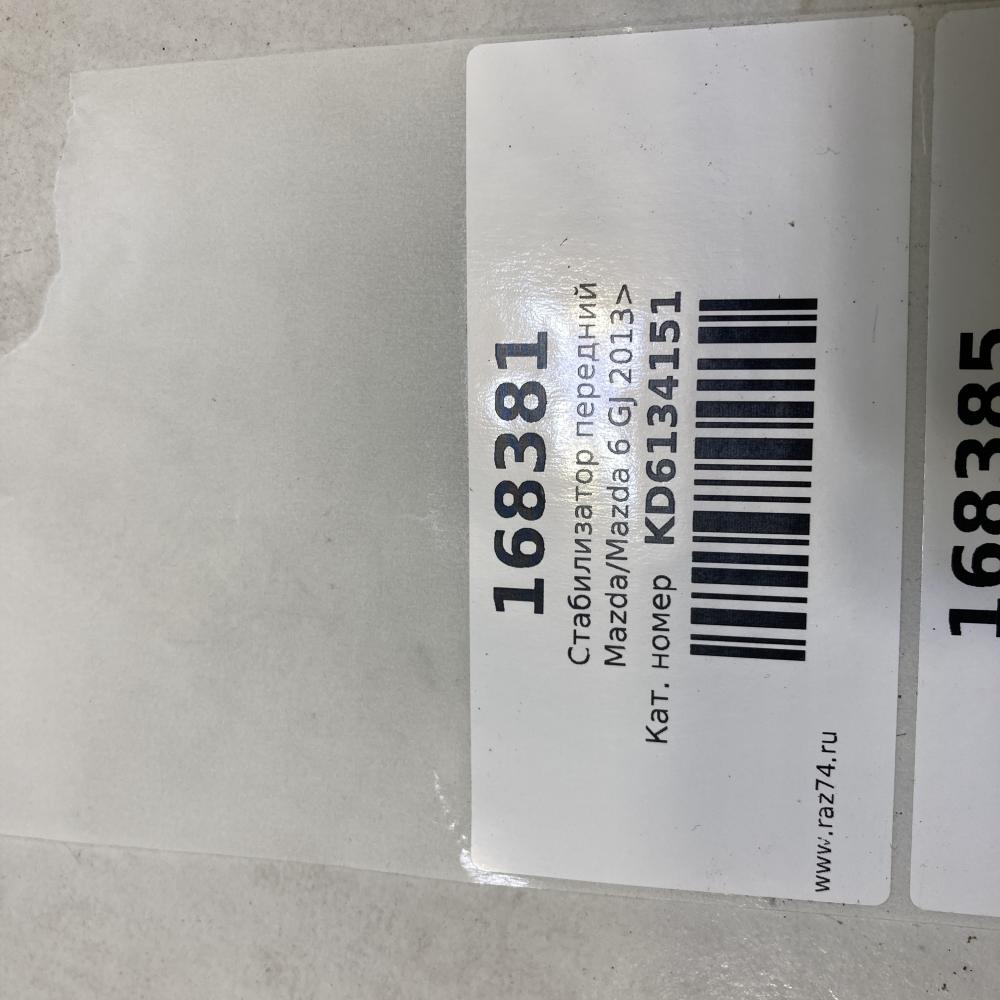 168381
Стабилизатор передний
Mazda/Mazda 6 GJ 2013>
Кат. номер KD6134151
www.raz74.ru
168385